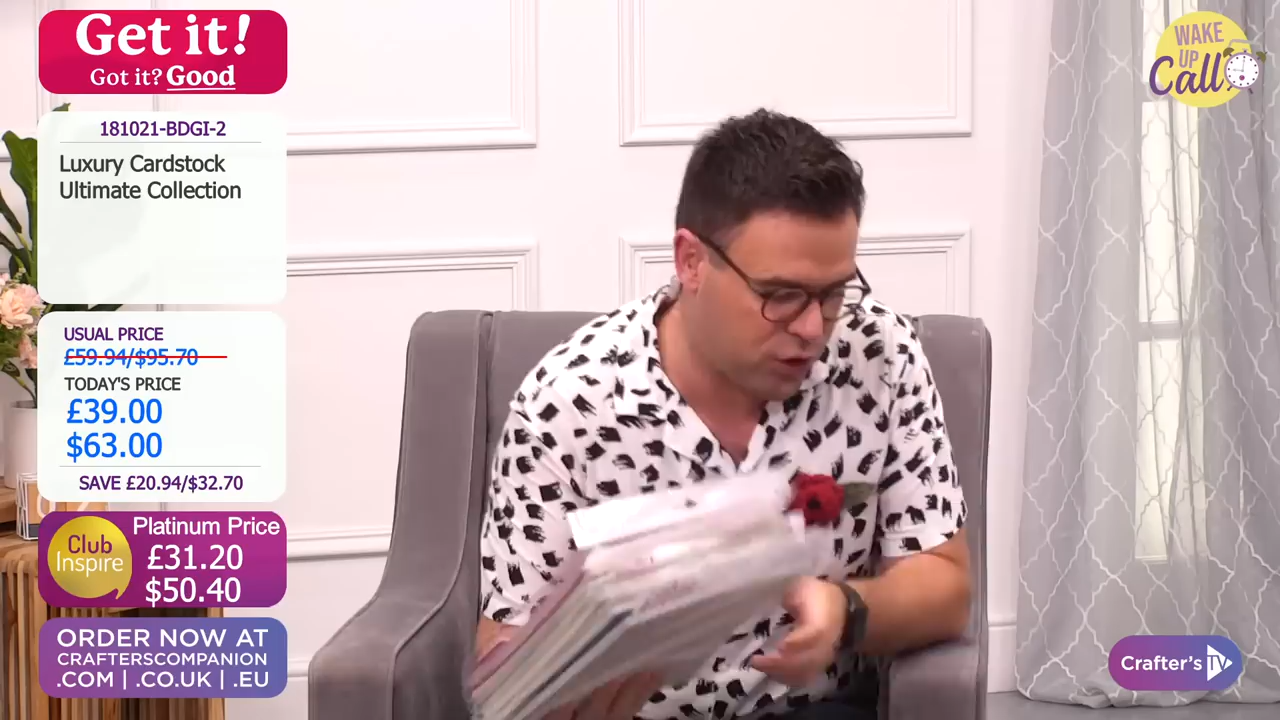 Get it!
Got it? Good
181021-BDGI-2
Luxury Cardstock
Ultimate Collection
USUAL PRICE
£59.94/$95.70
TODAY'S PRICE
£39.00
$63.00
SAVE £20.94/$32.70
Club
Inspire
Platinum Price
£31.20
$50.40
ORDER NOW AT
CRAFTERSCOMPANION
.COM | .CO.UK | .EU
WAKE
UP
Call
Crafter's TV